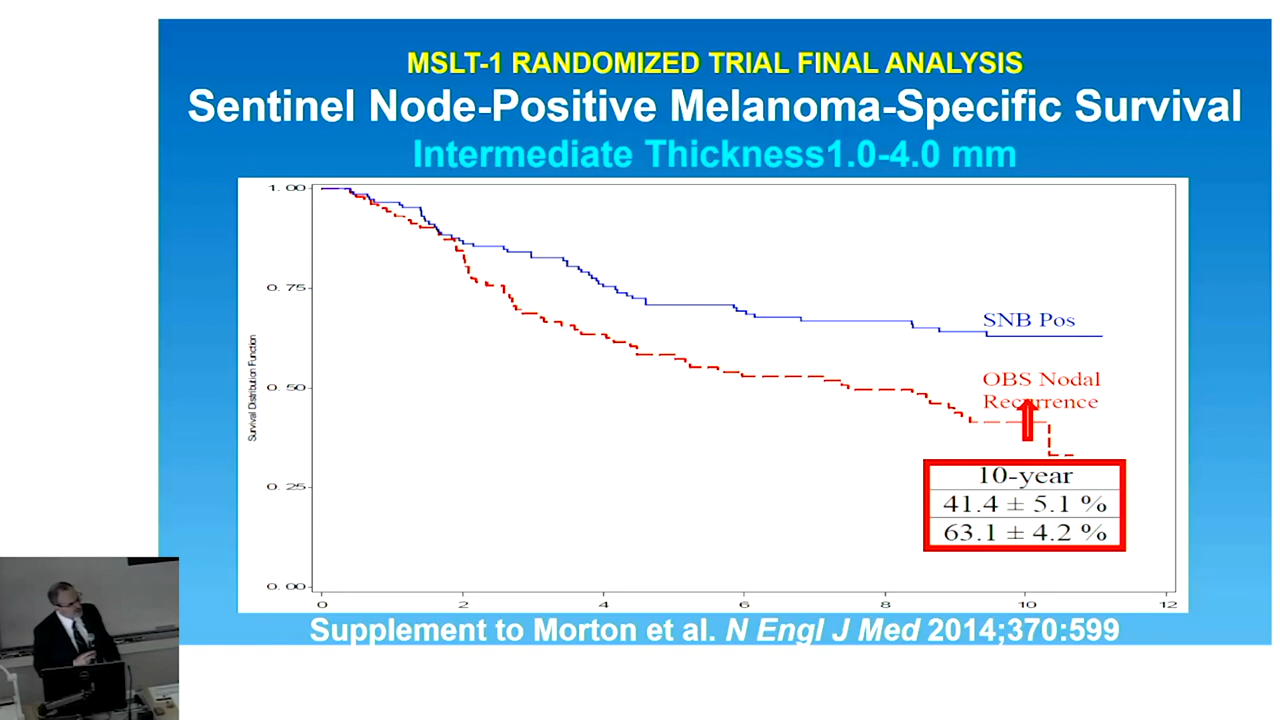 MSLT-1 RANDOMIZED TRIAL FINAL ANALYSIS
Sentinel Node-Positive Melanoma-Specific Survival
Intermediate Thickness1.0-4.0 mm
1.00
0.75
0.50
0.25
0.00
Survival Distribution Function
SNB Pos
OBS Nodal
Recurrence
10-year
41.4 ± 5.1 %
63.1 ± 4.2 %
0 2 4 6 8 10 12
Supplement to Morton et al. N Engl J Med 2014;370:599